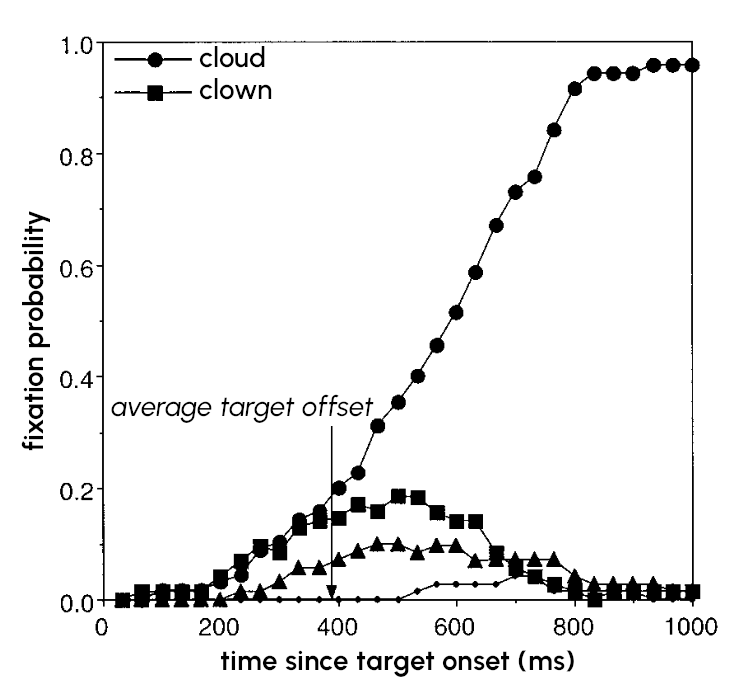 1.0
cloud
clown
0.8
0.6
0.4
0.2
0.0
fixation probability
average target offset
0 200 400 600 800 1000
time since target onset (ms)